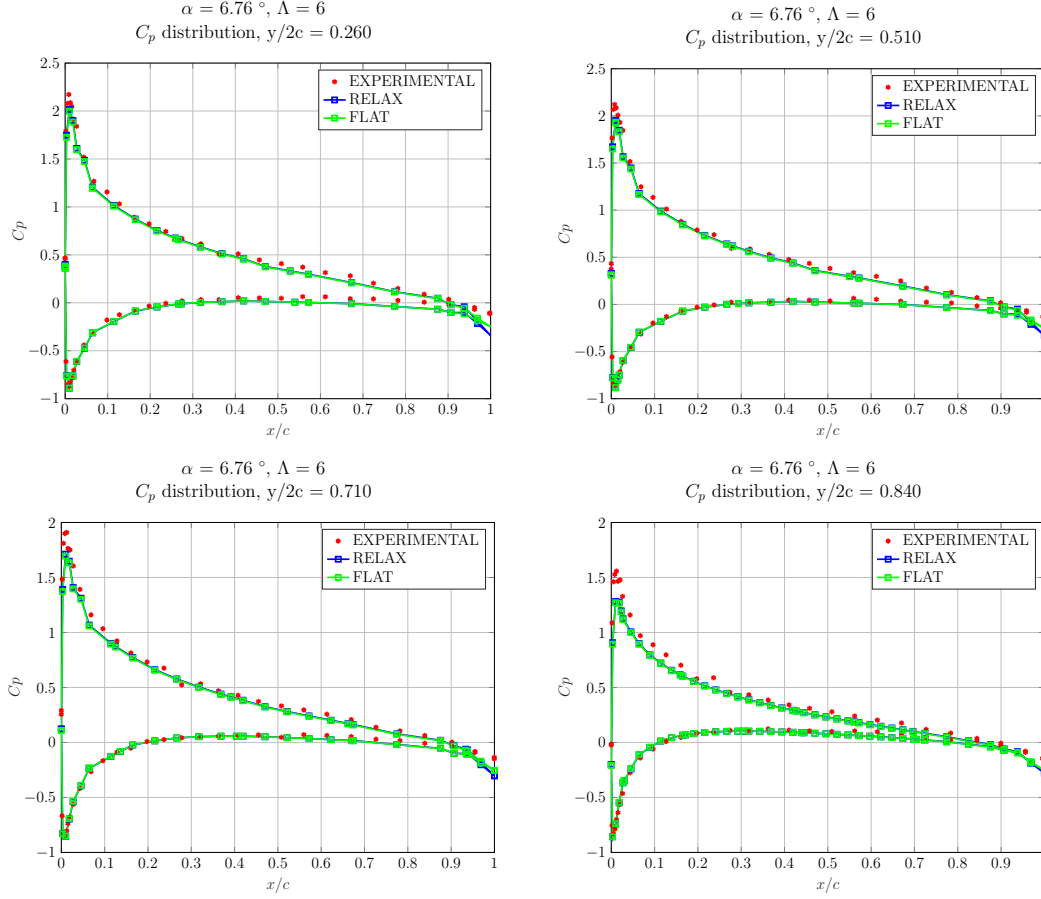 α = 6.76 °, Λ = 6
C_p distribution, y/2c = 0.260
2.5
2
1.5
1
0.5
0
−0.5
−1
Cp
0
0.1
0.2
0.3
0.4
0.5
0.6
0.7
0.8
0.9
1
x/c
EXPERIMENTAL
RELAX
FLAT
α = 6.76 °, Λ = 6
C_p distribution, y/2c = 0.510
2.5
2
1.5
1
0.5
0
−0.5
−1
Cp
0
0.1
0.2
0.3
0.4
0.5
0.6
0.7
0.8
0.9
x/c
EXPERIMENTAL
RELAX
FLAT
α = 6.76 °, Λ = 6
C_p distribution, y/2c = 0.710
2
1.5
1
0.5
0
−0.5
−1
Cp
0
0.1
0.2
0.3
0.4
0.5
0.6
0.7
0.8
0.9
1
x/c
EXPERIMENTAL
RELAX
FLAT
α = 6.76 °, Λ = 6
C_p distribution, y/2c = 0.840
2
1.5
1
0.5
0
−0.5
−1
Cp
0
0.1
0.2
0.3
0.4
0.5
0.6
0.7
0.8
0.9
x/c
EXPERIMENTAL
RELAX
FLAT